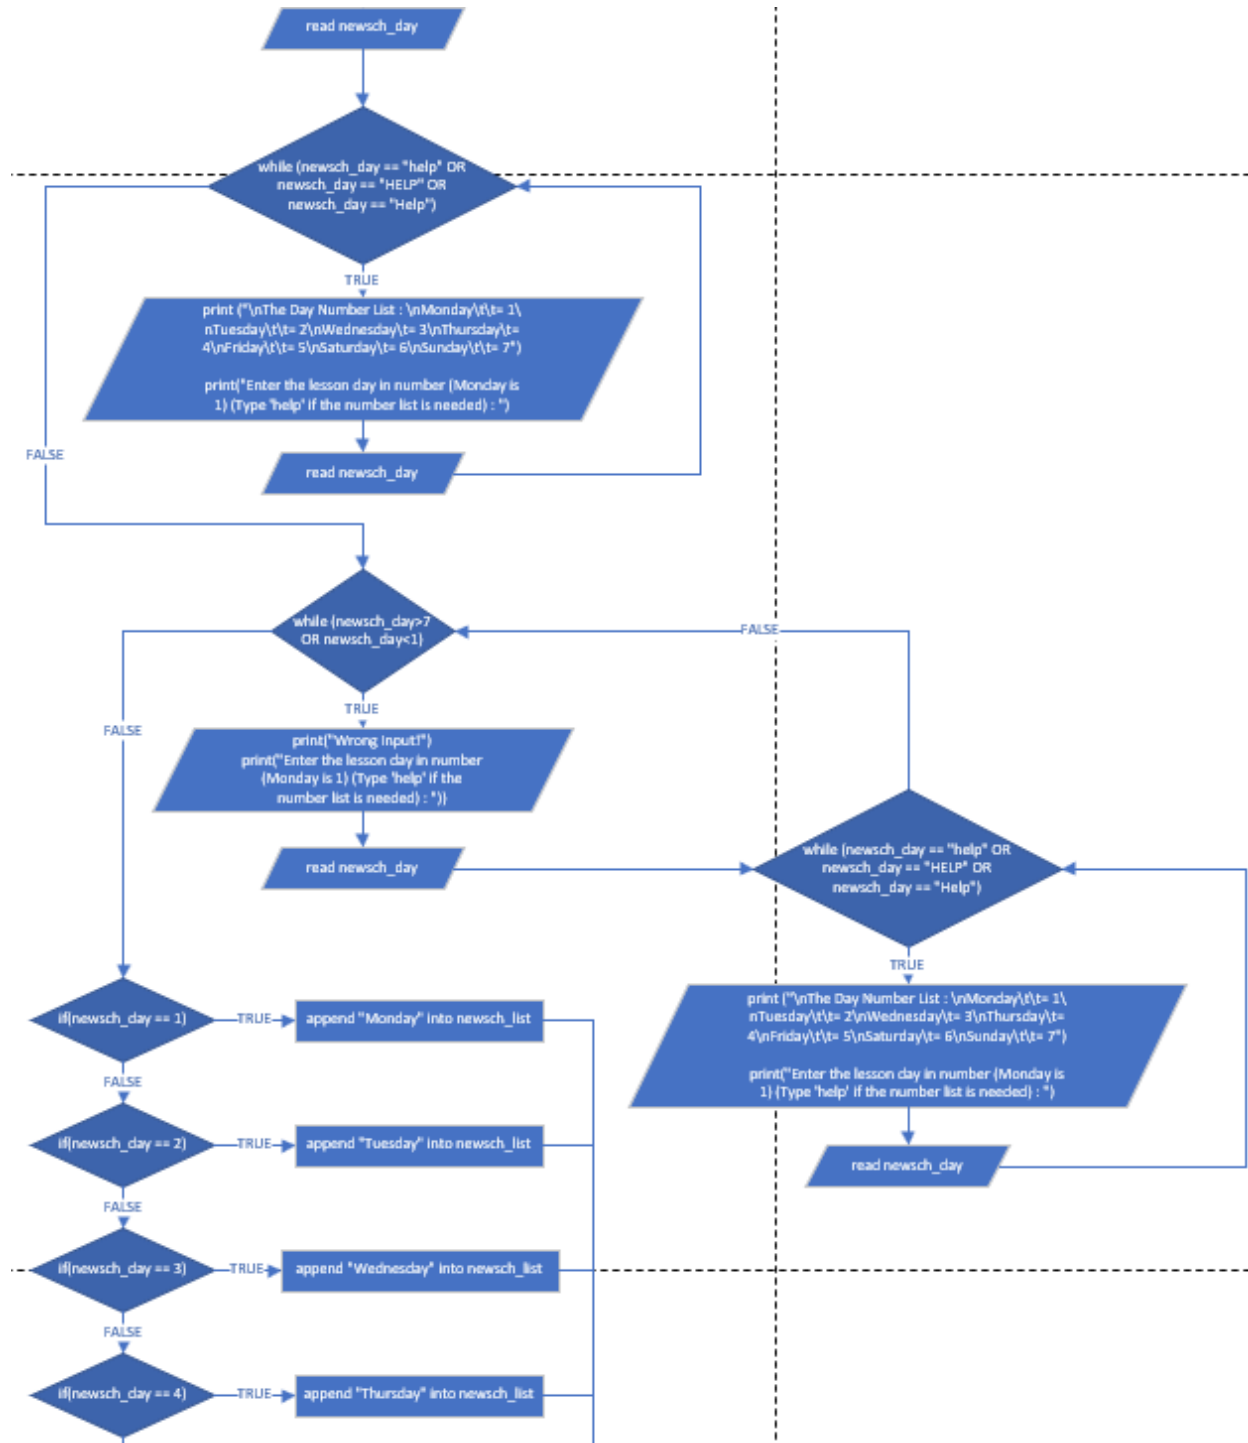 read newsch_day
while (newsch_day == "help" OR
newsch_day == "HELP" OR
newsch_day == "Help")
TRUE
print ("\nThe Day Number List : \nMonday\t\t= 1\
nTuesday\t\t= 2\nWednesday\t= 3\nThursday\t=
4\nFriday\t\t= 5\nSaturday\t= 6\nSunday\t\t= 7")
print("Enter the lesson day in number (Monday is
1) (Type 'help' if the number list is needed) : ")
read newsch_day
FALSE
while (newsch_day>7
OR newsch_day<1)
FALSE
TRUE
FALSE
print("Wrong Input!")
print("Enter the lesson day in number
(Monday is 1) (Type 'help' if the
number list is needed) : "))
read newsch_day
while (newsch_day == "help" OR
newsch_day == "HELP" OR
newsch_day == "Help")
TRUE
print ("\nThe Day Number List : \nMonday\t\t= 1\
nTuesday\t\t= 2\nWednesday\t= 3\nThursday\t=
4\nFriday\t\t= 5\nSaturday\t= 6\nSunday\t\t= 7")
print("Enter the lesson day in number (Monday is
1) (Type 'help' if the number list is needed) : ")
read newsch_day
if(newsch_day == 1)
TRUE
append "Monday" into newsch_list
FALSE
if(newsch_day == 2)
TRUE
append "Tuesday" into newsch_list
FALSE
if(newsch_day == 3)
TRUE
append "Wednesday" into newsch_list
FALSE
if(newsch_day == 4)
TRUE
append "Thursday" into newsch_list